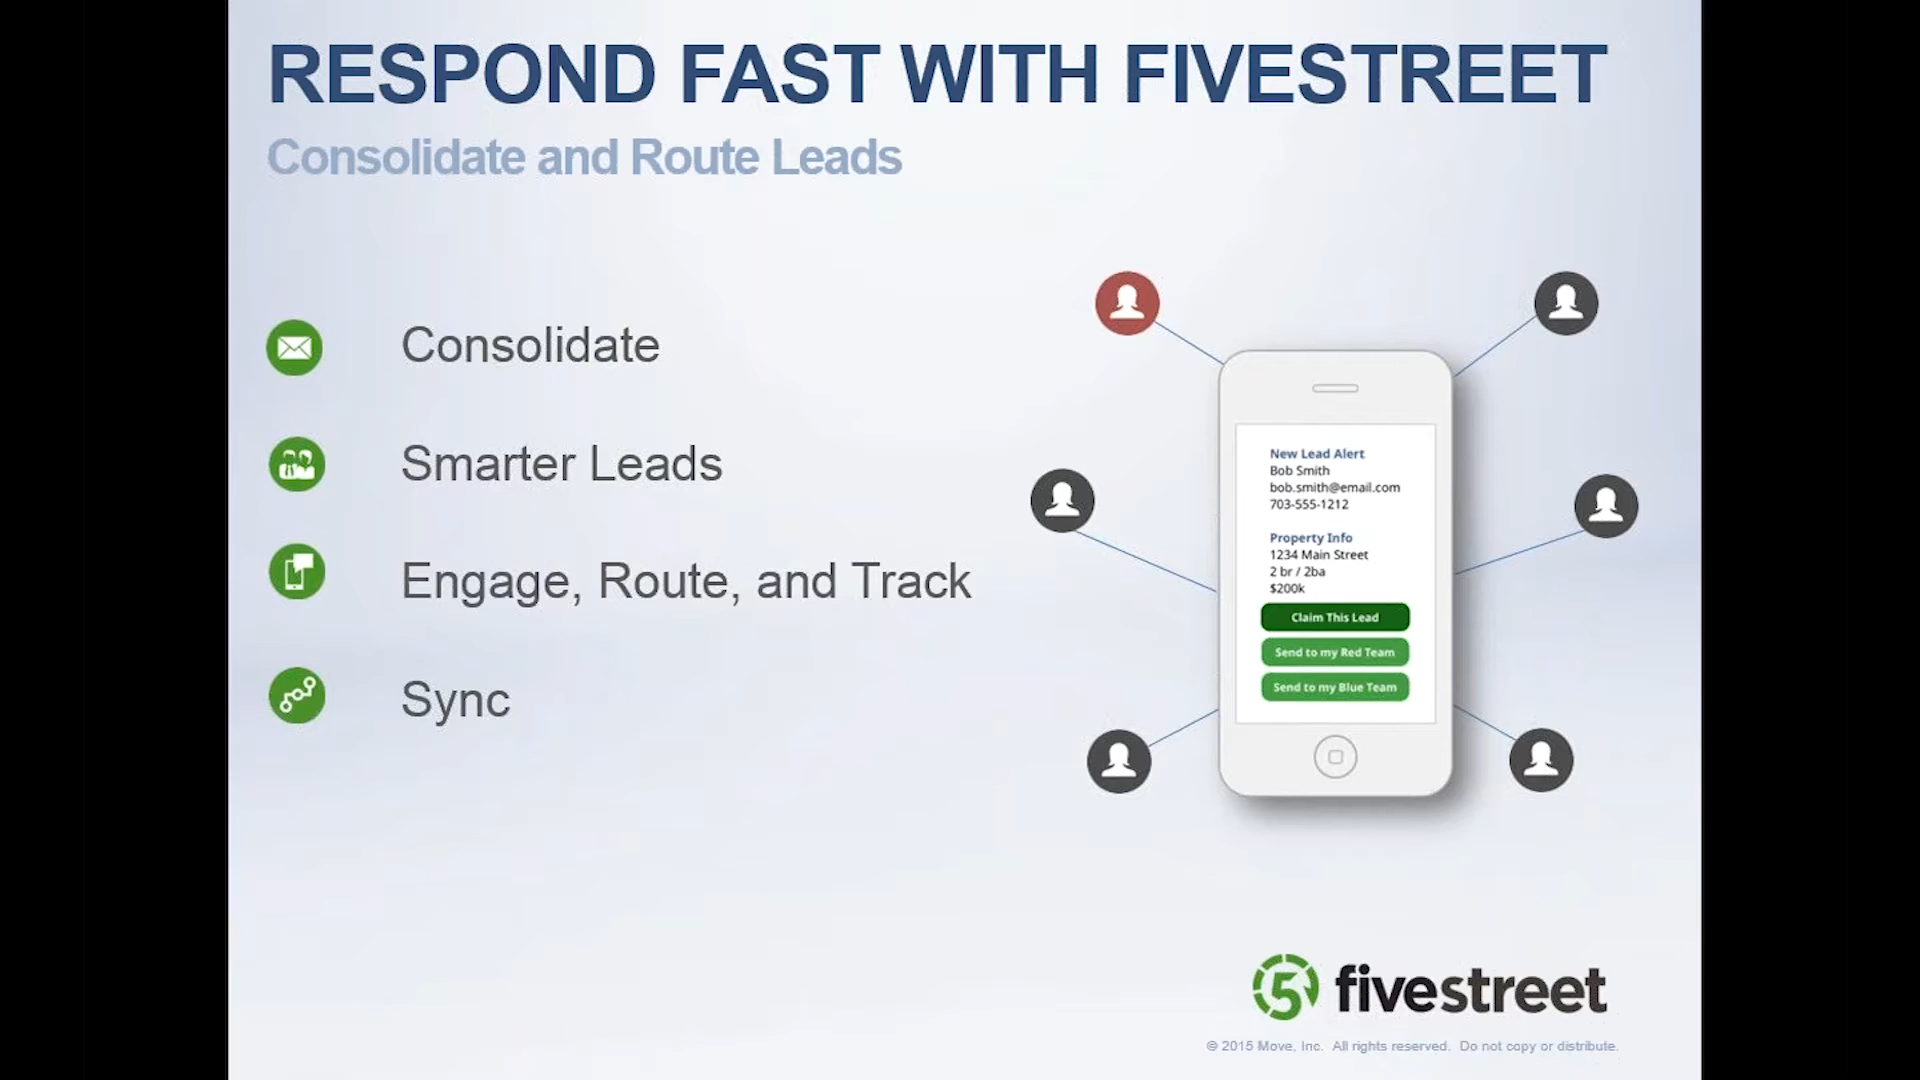 RESPOND FAST WITH FIVESTREET
Consolidate and Route Leads
Consolidate
Smarter Leads
Engage, Route, and Track
Sync
New Lead Alert
Bob Smith
bob.smith@email.com
703-555-1212
Property Info
1234 Main Street
2 br / 2ba
$200k
Claim This Lead
Send to my Red Team
Send to my Blue Team
5 fivestreet
© 2015 Move, Inc. All rights reserved. Do not copy or distribute.